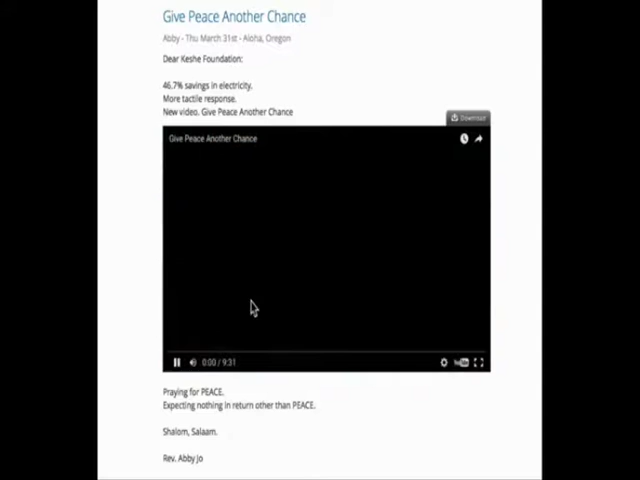 Give Peace Another Chance
Abby - Thu March 31st - Aloha, Oregon
Dear Keshe Foundation:
46.7% savings in electricity.
More tactile response.
New video. Give Peace Another Chance
Download
Give Peace Another Chance
0:00 / 9:31
YouTube
Praying for PEACE.
Expecting nothing in return other than PEACE.
Shalom, Salaam.
Rev. Abby Jo